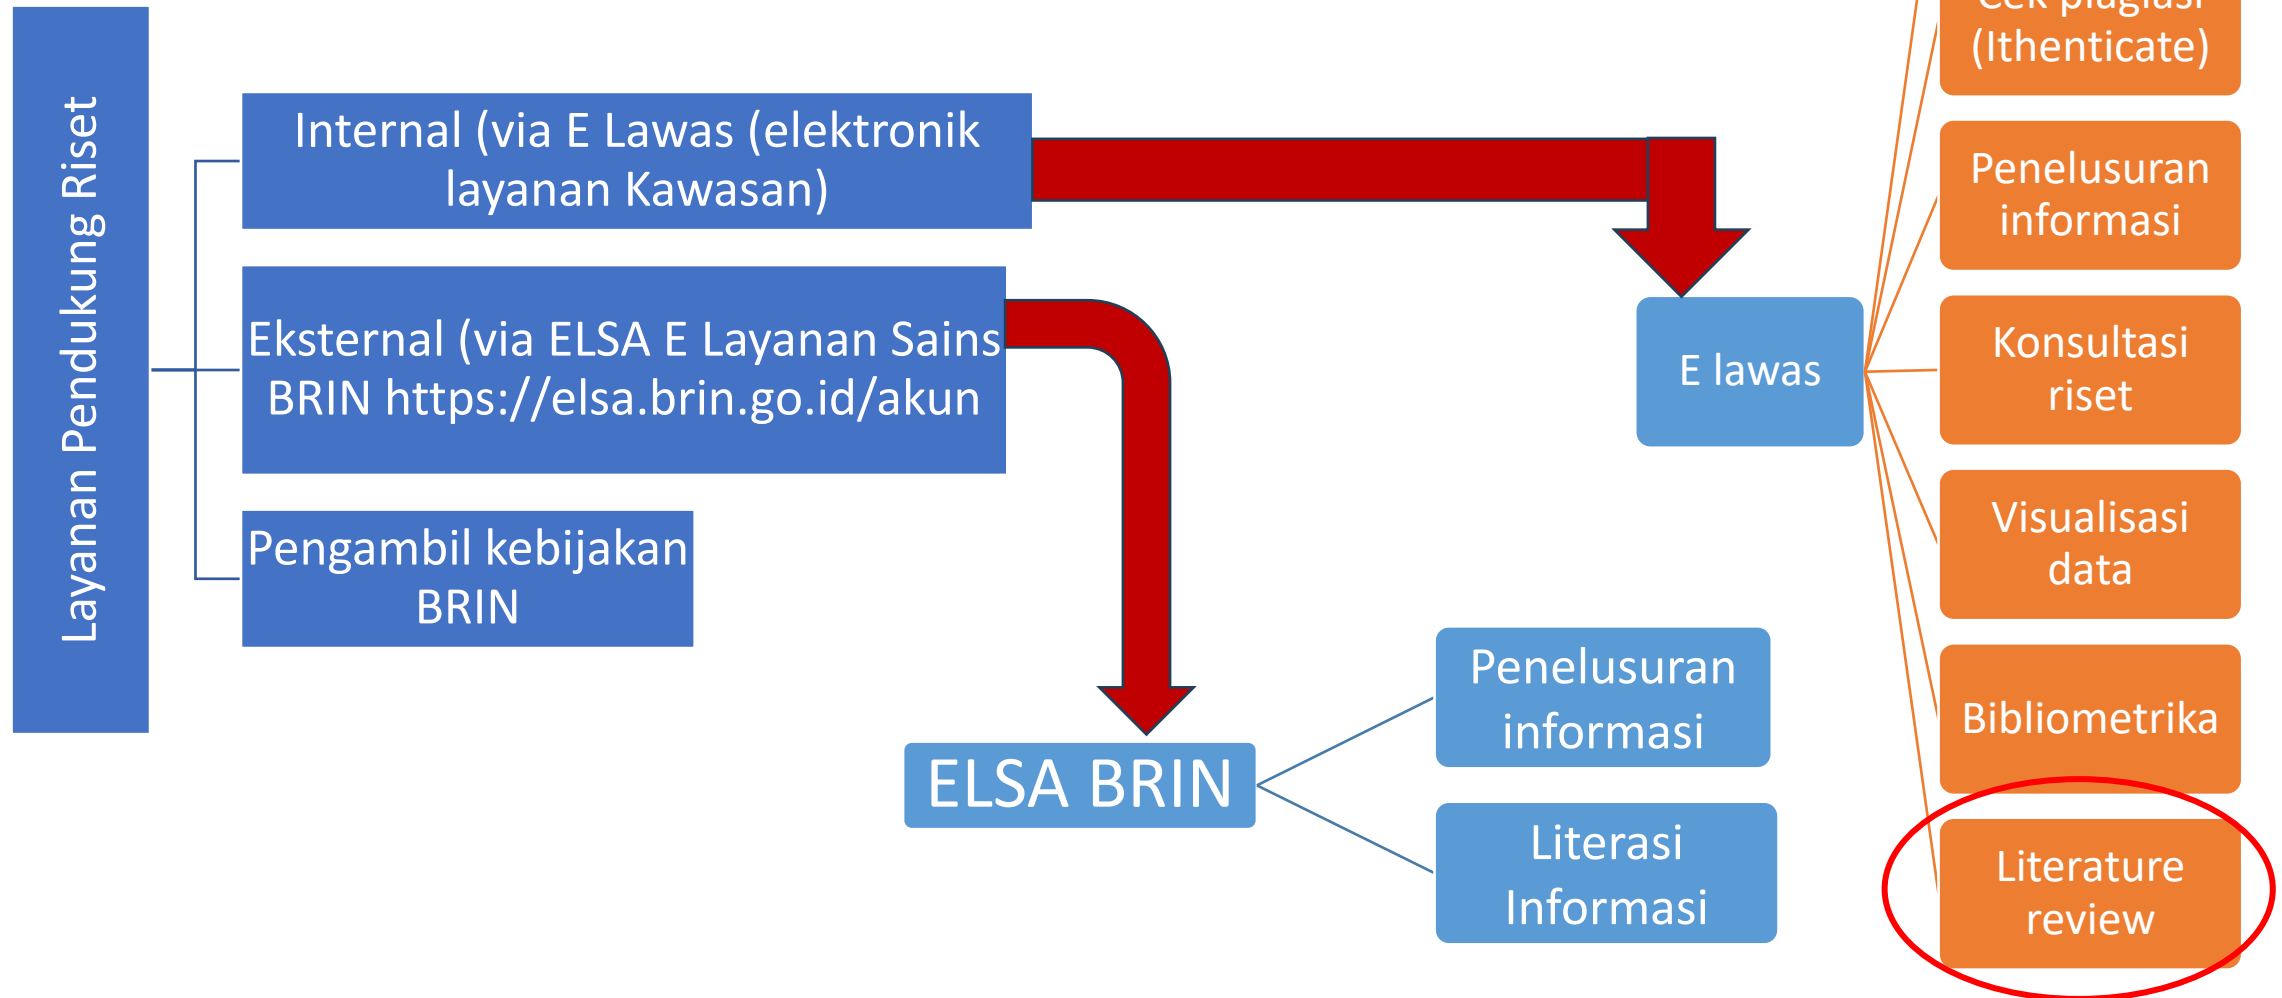 Layanan Pendukung Riset
Internal (via E Lawas (elektronik
layanan Kawasan)
Eksternal (via ELSA E Layanan Sains
BRIN https://elsa.brin.go.id/akun
Pengambil kebijakan
BRIN
ELSA BRIN
Penelusuran
informasi
Literasi
Informasi
E lawas
Cek plagiasi
(Ithenticate)
Penelusuran
informasi
Konsultasi
riset
Visualisasi
data
Bibliometrika
Literature
review